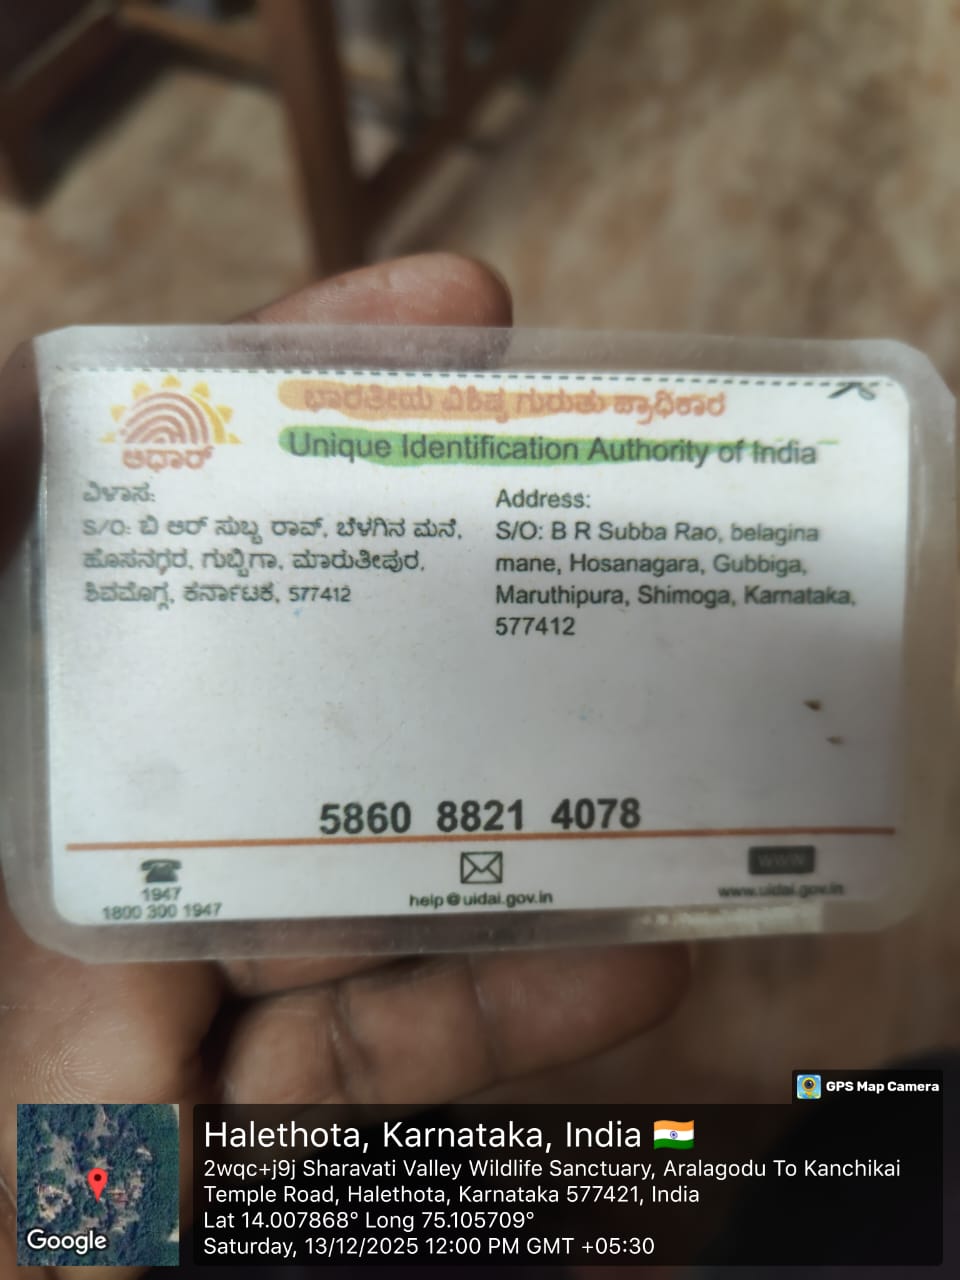 ಭಾರತೀಯ ವಿಶಿಷ್ಟ ಗುರುತು ಪ್ರಾಧಿಕಾರ
Unique Identification Authority of India
ಆಧಾರ್
ವಿಳಾಸ:
S/O: ಬಿ ಆರ್ ಸುಬ್ಬ ರಾವ್, ಬೆಳಗಿನ ಮನೆ,
ಹೊಸನಗರ, ಗುಬ್ಬಿಗಾ, ಮಾರುತೀಪುರ,
ಶಿವಮೊಗ್ಗ, ಕರ್ನಾಟಕ, 577412
Address:
S/O: B R Subba Rao, belagina
mane, Hosanagara, Gubbiga,
Maruthipura, Shimoga, Karnataka,
577412
5860 8821 4078
1947
1800 300 1947
help@uidai.gov.in
www
www.uidai.gov.in
GPS Map Camera
Google
Halethota, Karnataka, India
2wqc+j9j Sharavati Valley Wildlife Sanctuary, Aralagodu To Kanchikai
Temple Road, Halethota, Karnataka 577421, India
Lat 14.007868° Long 75.105709°
Saturday, 13/12/2025 12:00 PM GMT +05:30